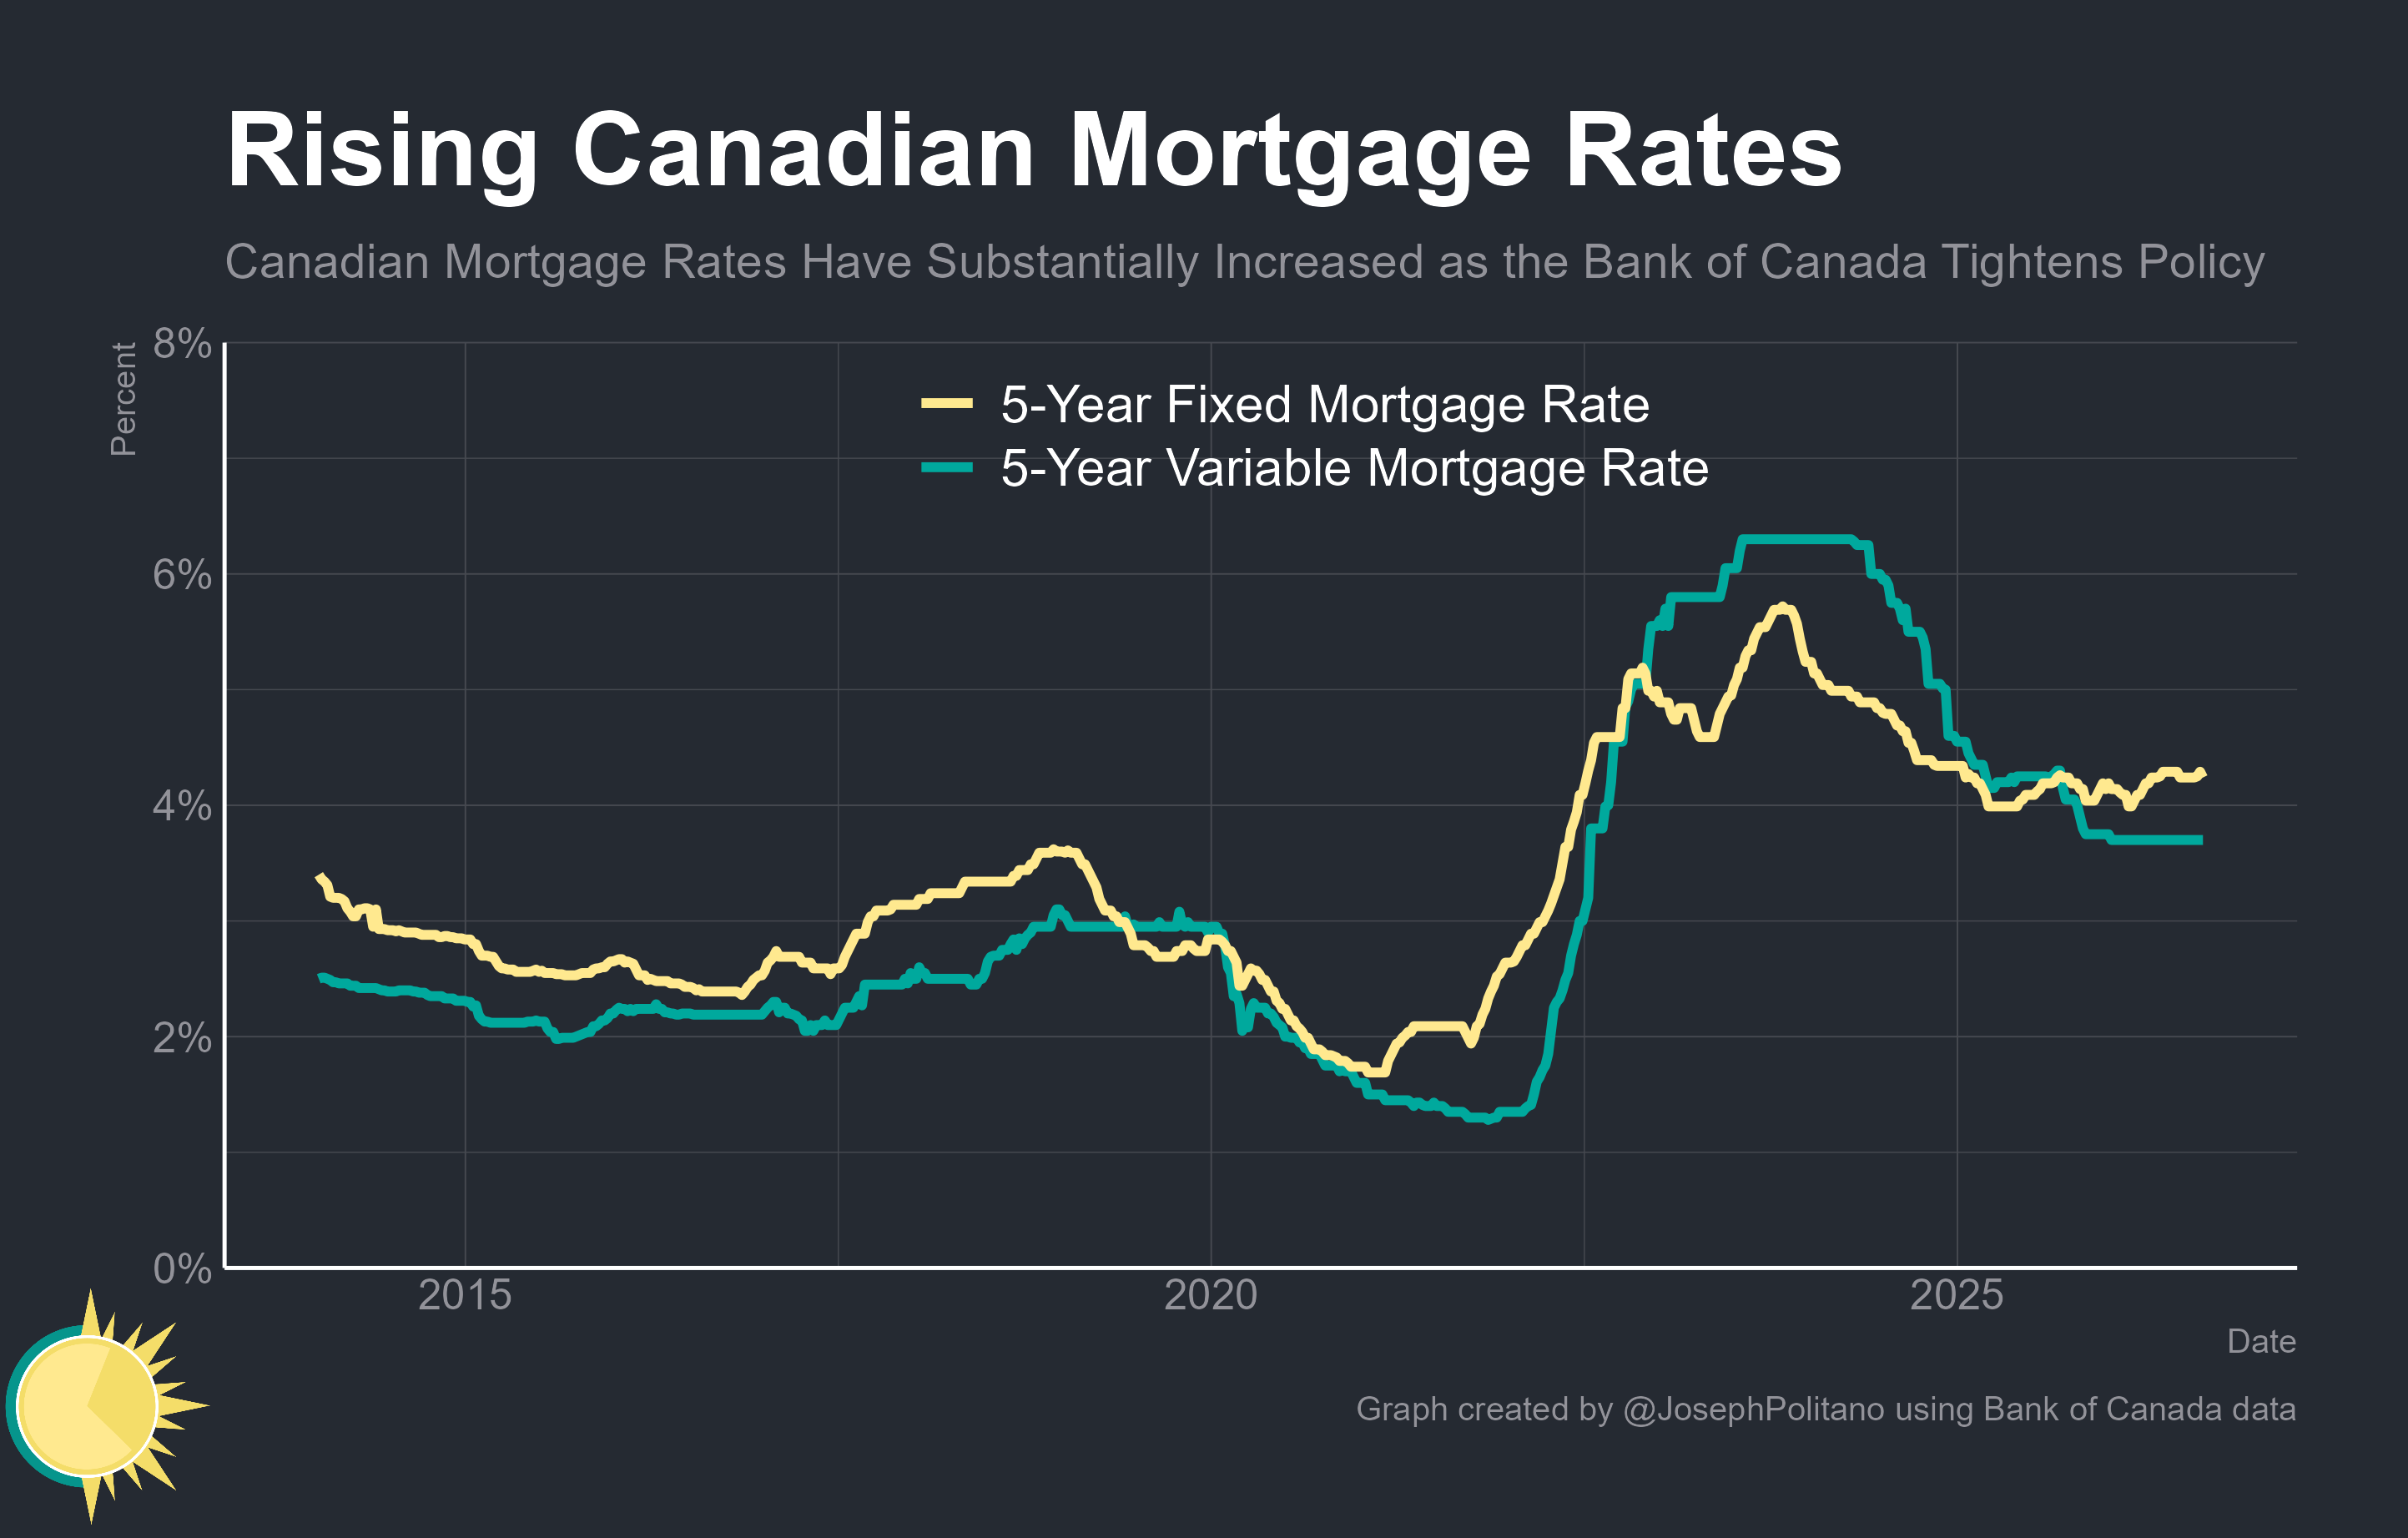 Rising Canadian Mortgage Rates
Canadian Mortgage Rates Have Substantially Increased as the Bank of Canada Tightens Policy
Percent
8%
6%
4%
2%
0%
5-Year Fixed Mortgage Rate
5-Year Variable Mortgage Rate
2015
2020
2025
Date
Graph created by @JosephPolitano using Bank of Canada data